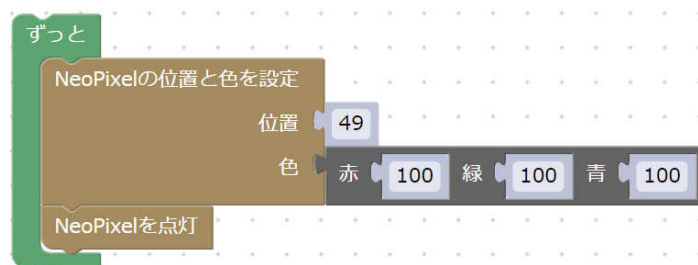 ずっと
NeoPixelの位置と色を設定
位置 49
色 赤 100 緑 100 青 100
NeoPixelを点灯